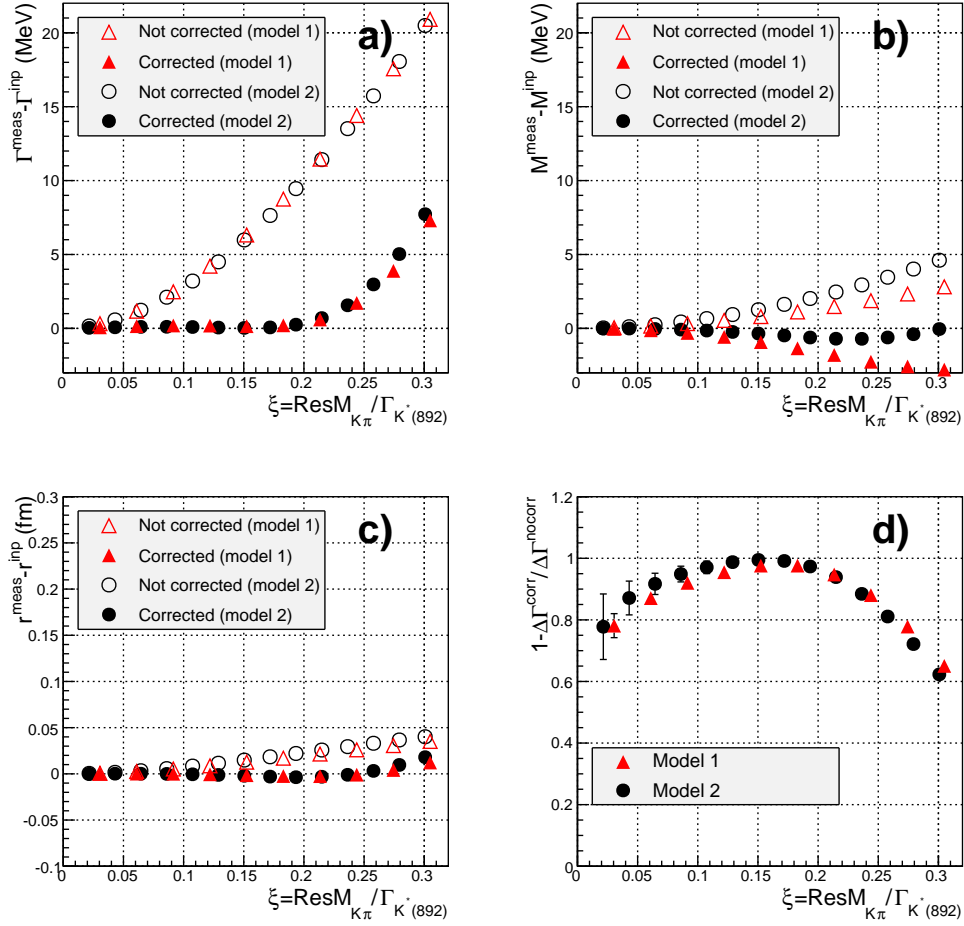 a)
Γ^meas-Γ^inp (MeV)
Not corrected (model 1)
Corrected (model 1)
Not corrected (model 2)
Corrected (model 2)
20
15
10
5
0
0 0.05 0.1 0.15 0.2 0.25 0.3
ξ=ResM_Kπ/Γ_K*(892)
b)
M^meas-M^inp (MeV)
Not corrected (model 1)
Corrected (model 1)
Not corrected (model 2)
Corrected (model 2)
20
15
10
5
0
0 0.05 0.1 0.15 0.2 0.25 0.3
ξ=ResM_Kπ/Γ_K*(892)
c)
r^meas-r^inp (fm)
Not corrected (model 1)
Corrected (model 1)
Not corrected (model 2)
Corrected (model 2)
0.3
0.25
0.2
0.15
0.1
0.05
0
-0.05
-0.1
0 0.05 0.1 0.15 0.2 0.25 0.3
ξ=ResM_Kπ/Γ_K*(892)
d)
1-ΔΓ^corr/ΔΓ^nocorr
1.2
1
0.8
0.6
0.4
0.2
0
Model 1
Model 2
0 0.05 0.1 0.15 0.2 0.25 0.3
ξ=ResM_Kπ/Γ_K*(892)